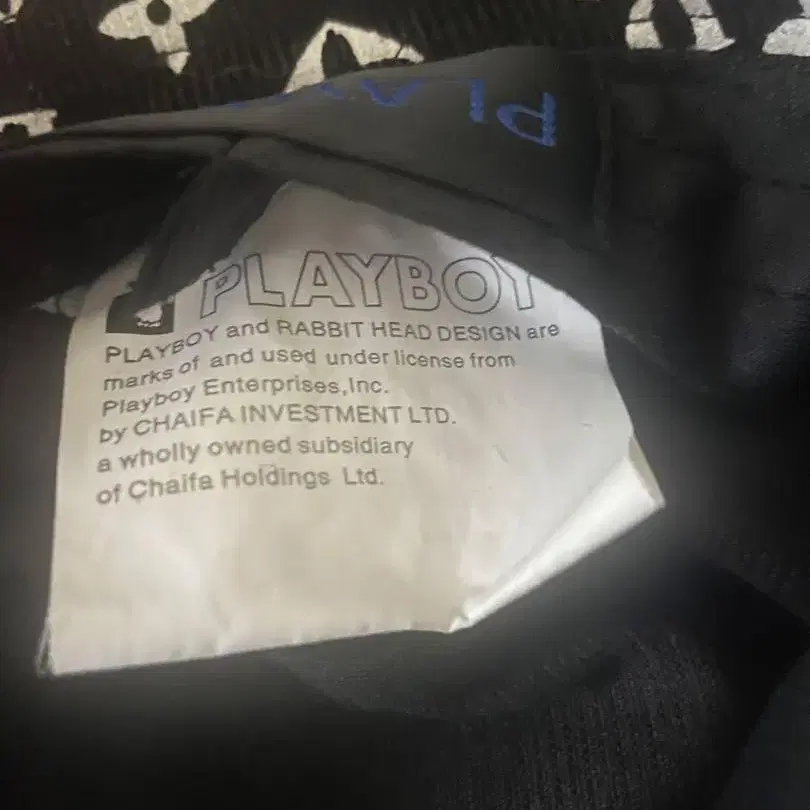 PLAYBOY
PLAYBOY and RABBIT HEAD DESIGN are
marks of and used under license from
Playboy Enterprises,Inc.
by CHAIFA INVESTMENT LTD.
a wholly owned subsidiary
of Chaifa Holdings Ltd.